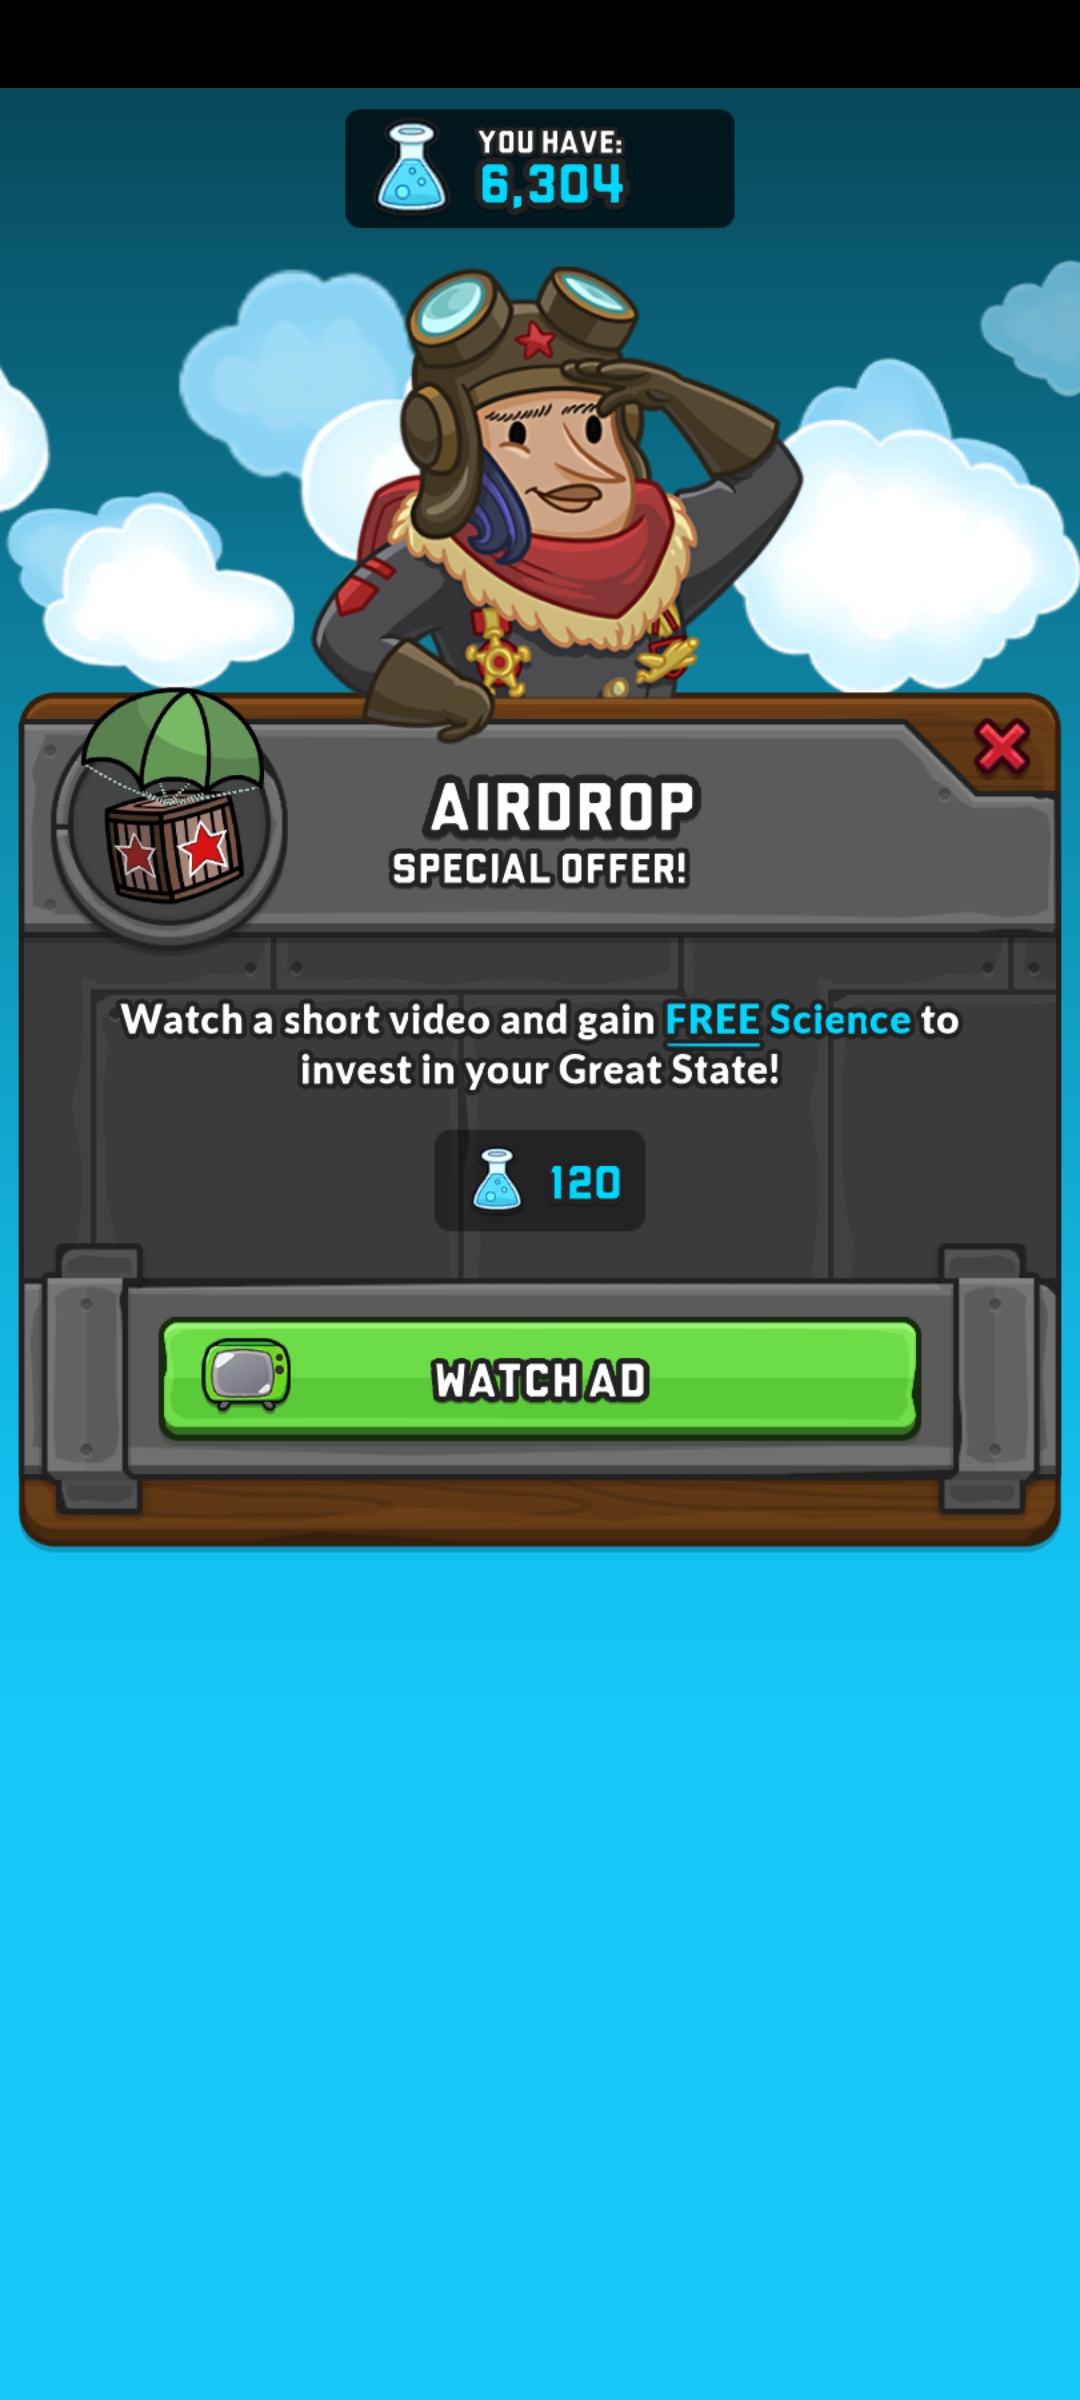 YOU HAVE:
6,304
AIRDROP
SPECIAL OFFER!
Watch a short video and gain FREE Science to
invest in your Great State!
120
WATCH AD